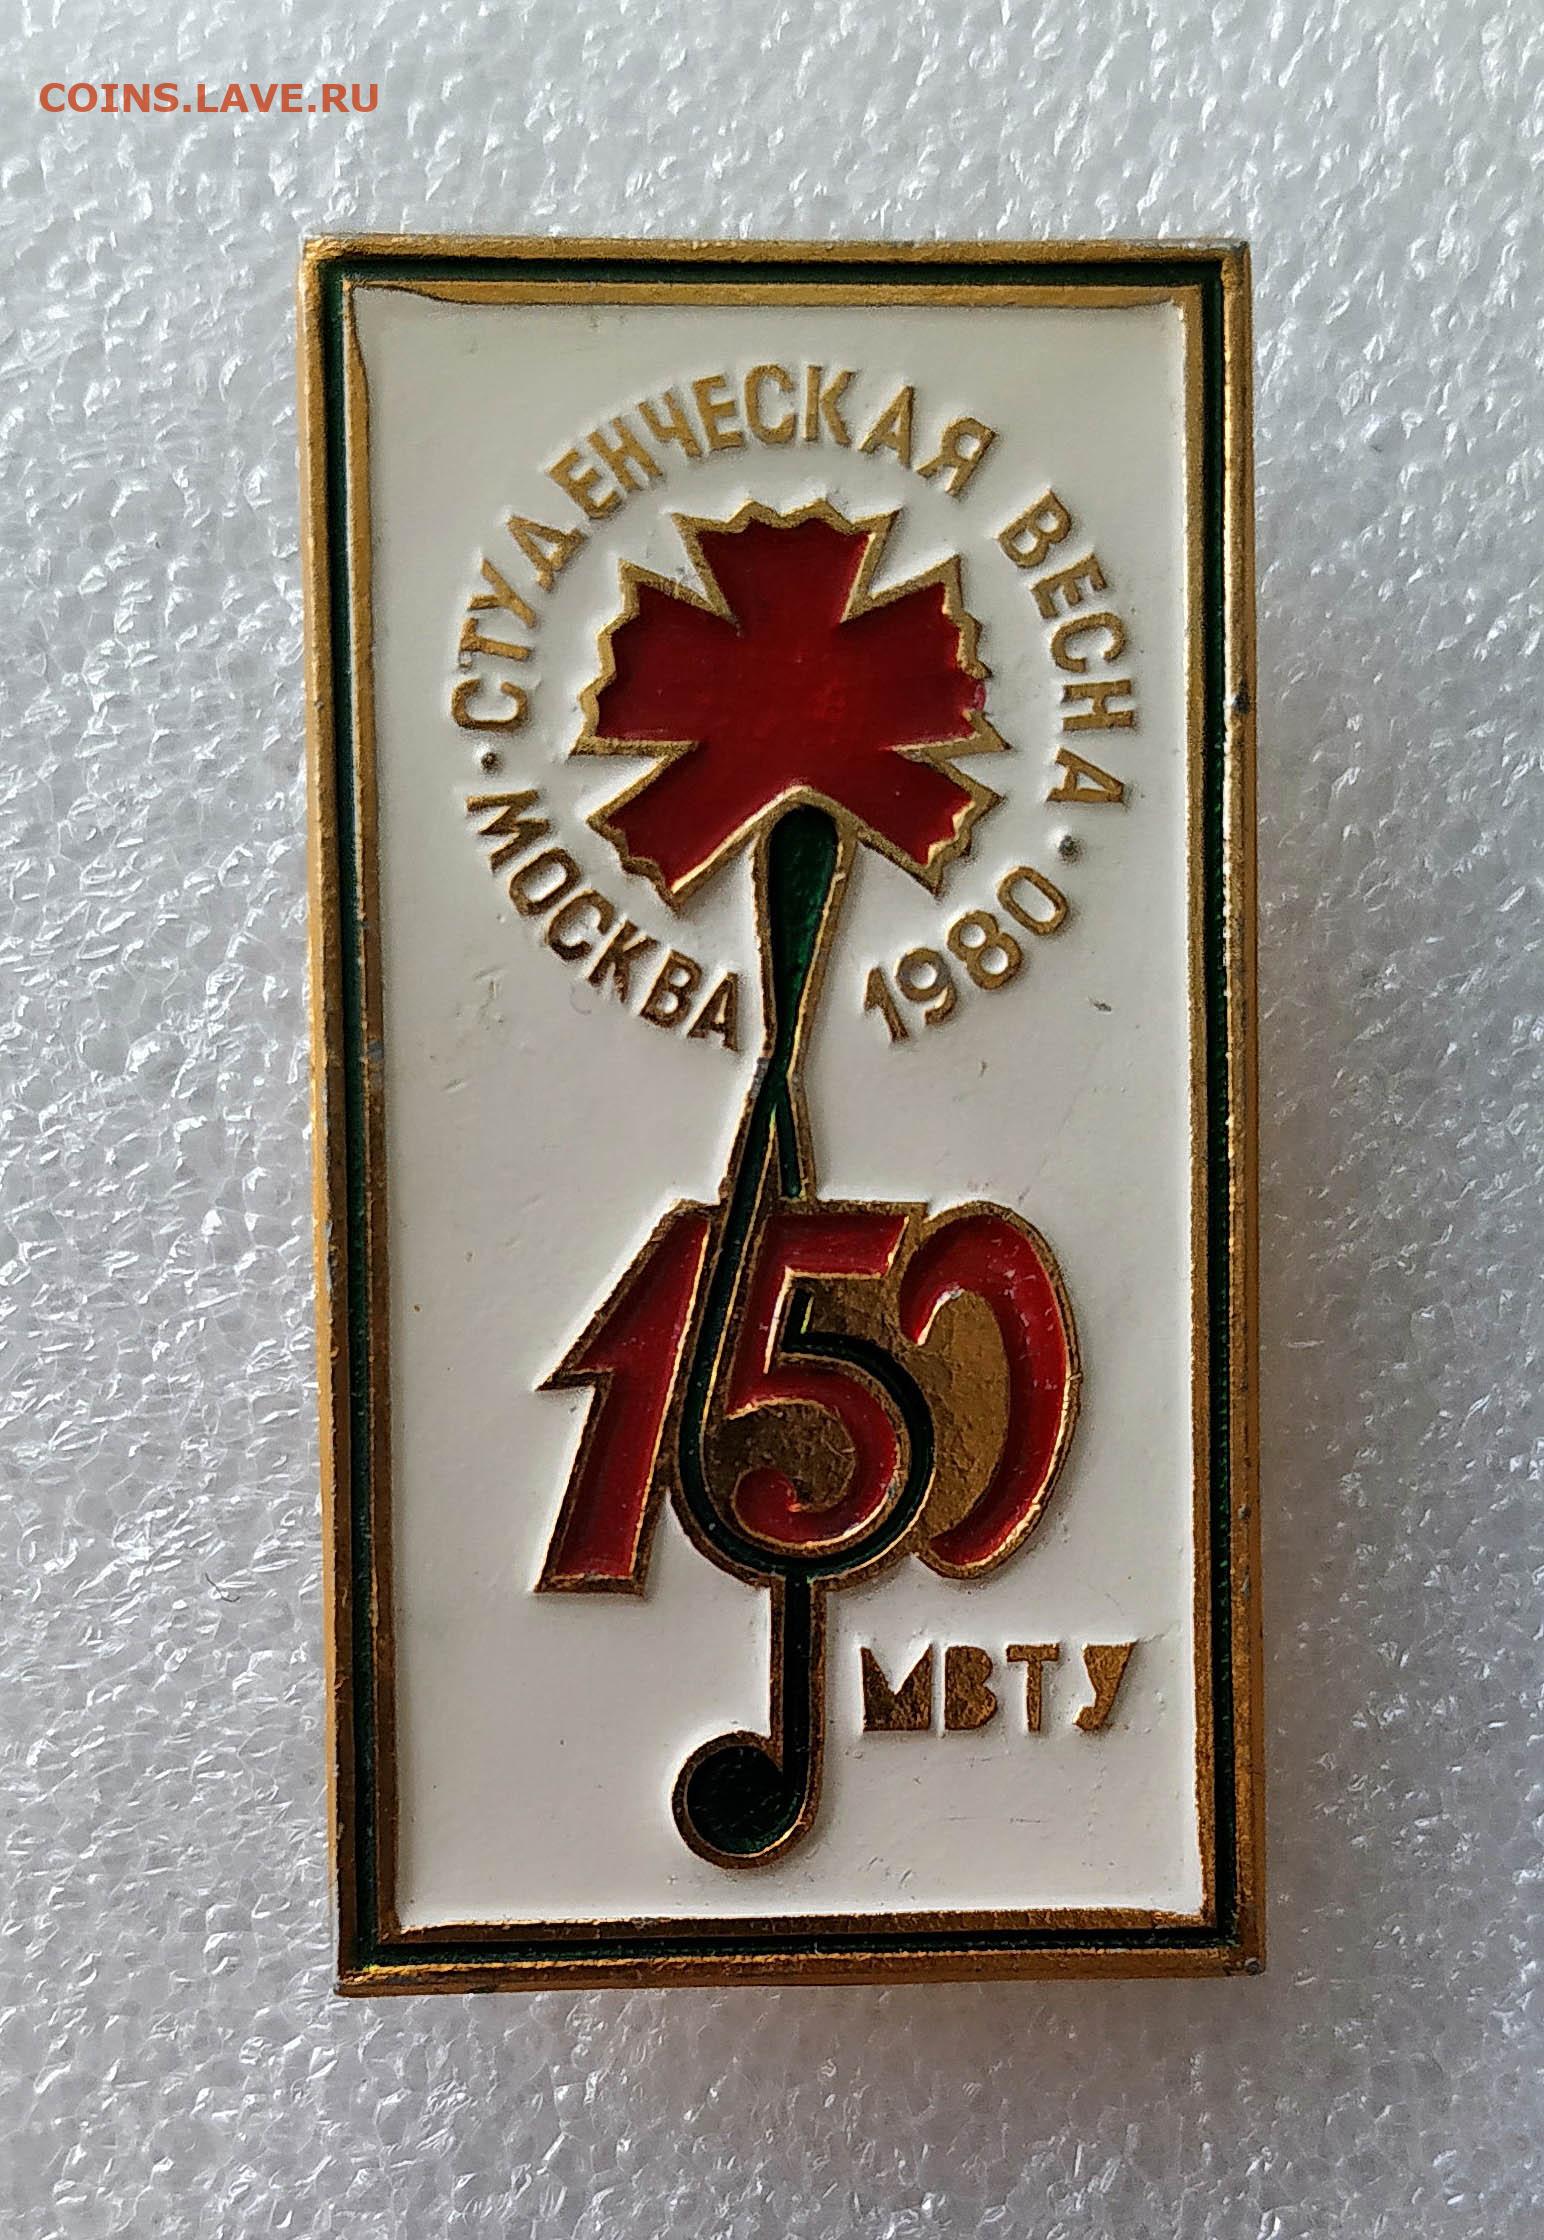 COINS.LAVE.RU
СТУДЕНЧЕСКАЯ ВЕСНА ·
· МОСКВА 1980
150
МВТУ